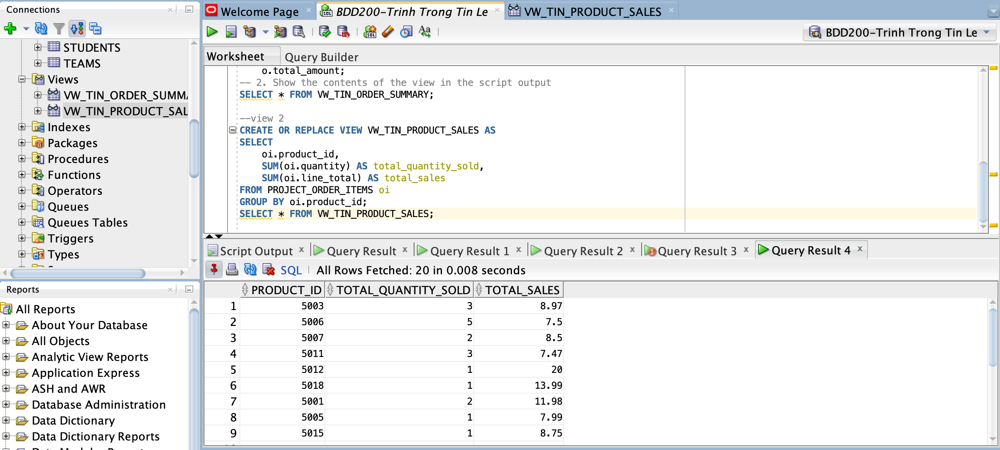 Connections
STUDENTS
TEAMS
Views
VW_TIN_ORDER_SUMM
VW_TIN_PRODUCT_SAL
Indexes
Packages
Procedures
Functions
Operators
Queues
Queues Tables
Triggers
Types
Reports
All Reports
About Your Database
All Objects
Analytic View Reports
Application Express
ASH and AWR
Database Administration
Data Dictionary
Data Dictionary Reports
Welcome Page
BDD200-Trinh Trong Tin Le
VW_TIN_PRODUCT_SALES
BDD200-Trinh Trong Tin Le
Worksheet
Query Builder
o.total_amount;
-- 2. Show the contents of the view in the script output
SELECT * FROM VW_TIN_ORDER_SUMMARY;
--view 2
CREATE OR REPLACE VIEW VW_TIN_PRODUCT_SALES AS
SELECT
oi.product_id,
SUM(oi.quantity) AS total_quantity_sold,
SUM(oi.line_total) AS total_sales
FROM PROJECT_ORDER_ITEMS oi
GROUP BY oi.product_id;
SELECT * FROM VW_TIN_PRODUCT_SALES;
Script Output
Query Result
Query Result 1
Query Result 2
Query Result 3
Query Result 4
SQL
All Rows Fetched: 20 in 0.008 seconds
PRODUCT_ID TOTAL_QUANTITY_SOLD TOTAL_SALES
1 5003 3 8.97
2 5006 5 7.5
3 5007 2 8.5
4 5011 3 7.47
5 5012 1 20
6 5018 1 13.99
7 5001 2 11.98
8 5005 1 7.99
9 5015 1 8.75